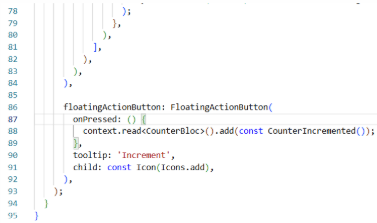 78 );
79 },
80 ),
81 ],
82 ),
83 ),
84 ),
85
86 floatingActionButton: FloatingActionButton(
87 onPressed: () {
88 context.read<CounterBloc>().add(const CounterIncremented());
89 },
90 tooltip: 'Increment',
91 child: const Icon(Icons.add),
92 ),
93 );
94 }
95 }